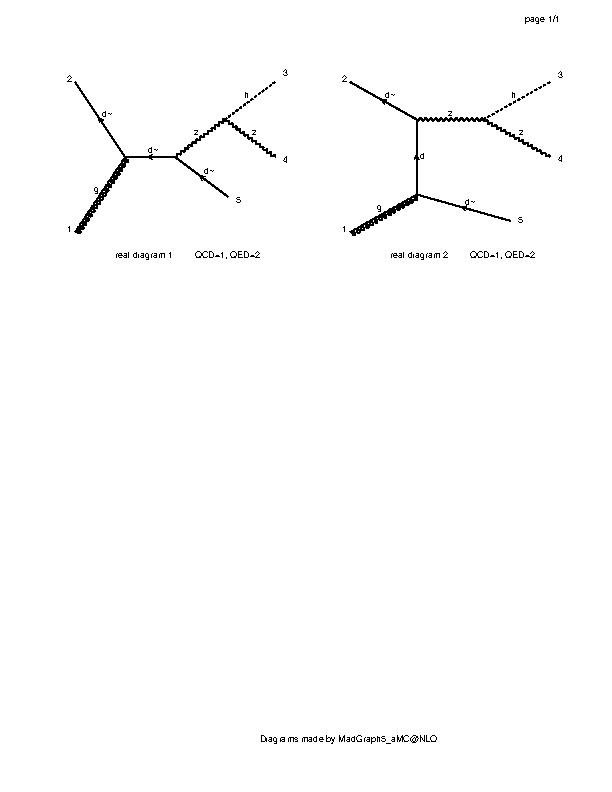 page 1/1
2
d~
g
1
d~
z
h
3
z
4
d~
5
real diagram 1 QCD=1, QED=2
2
d~
z
h
3
z
4
d
g
1
d~
5
real diagram 2 QCD=1, QED=2
Diagrams made by MadGraph5_aMC@NLO